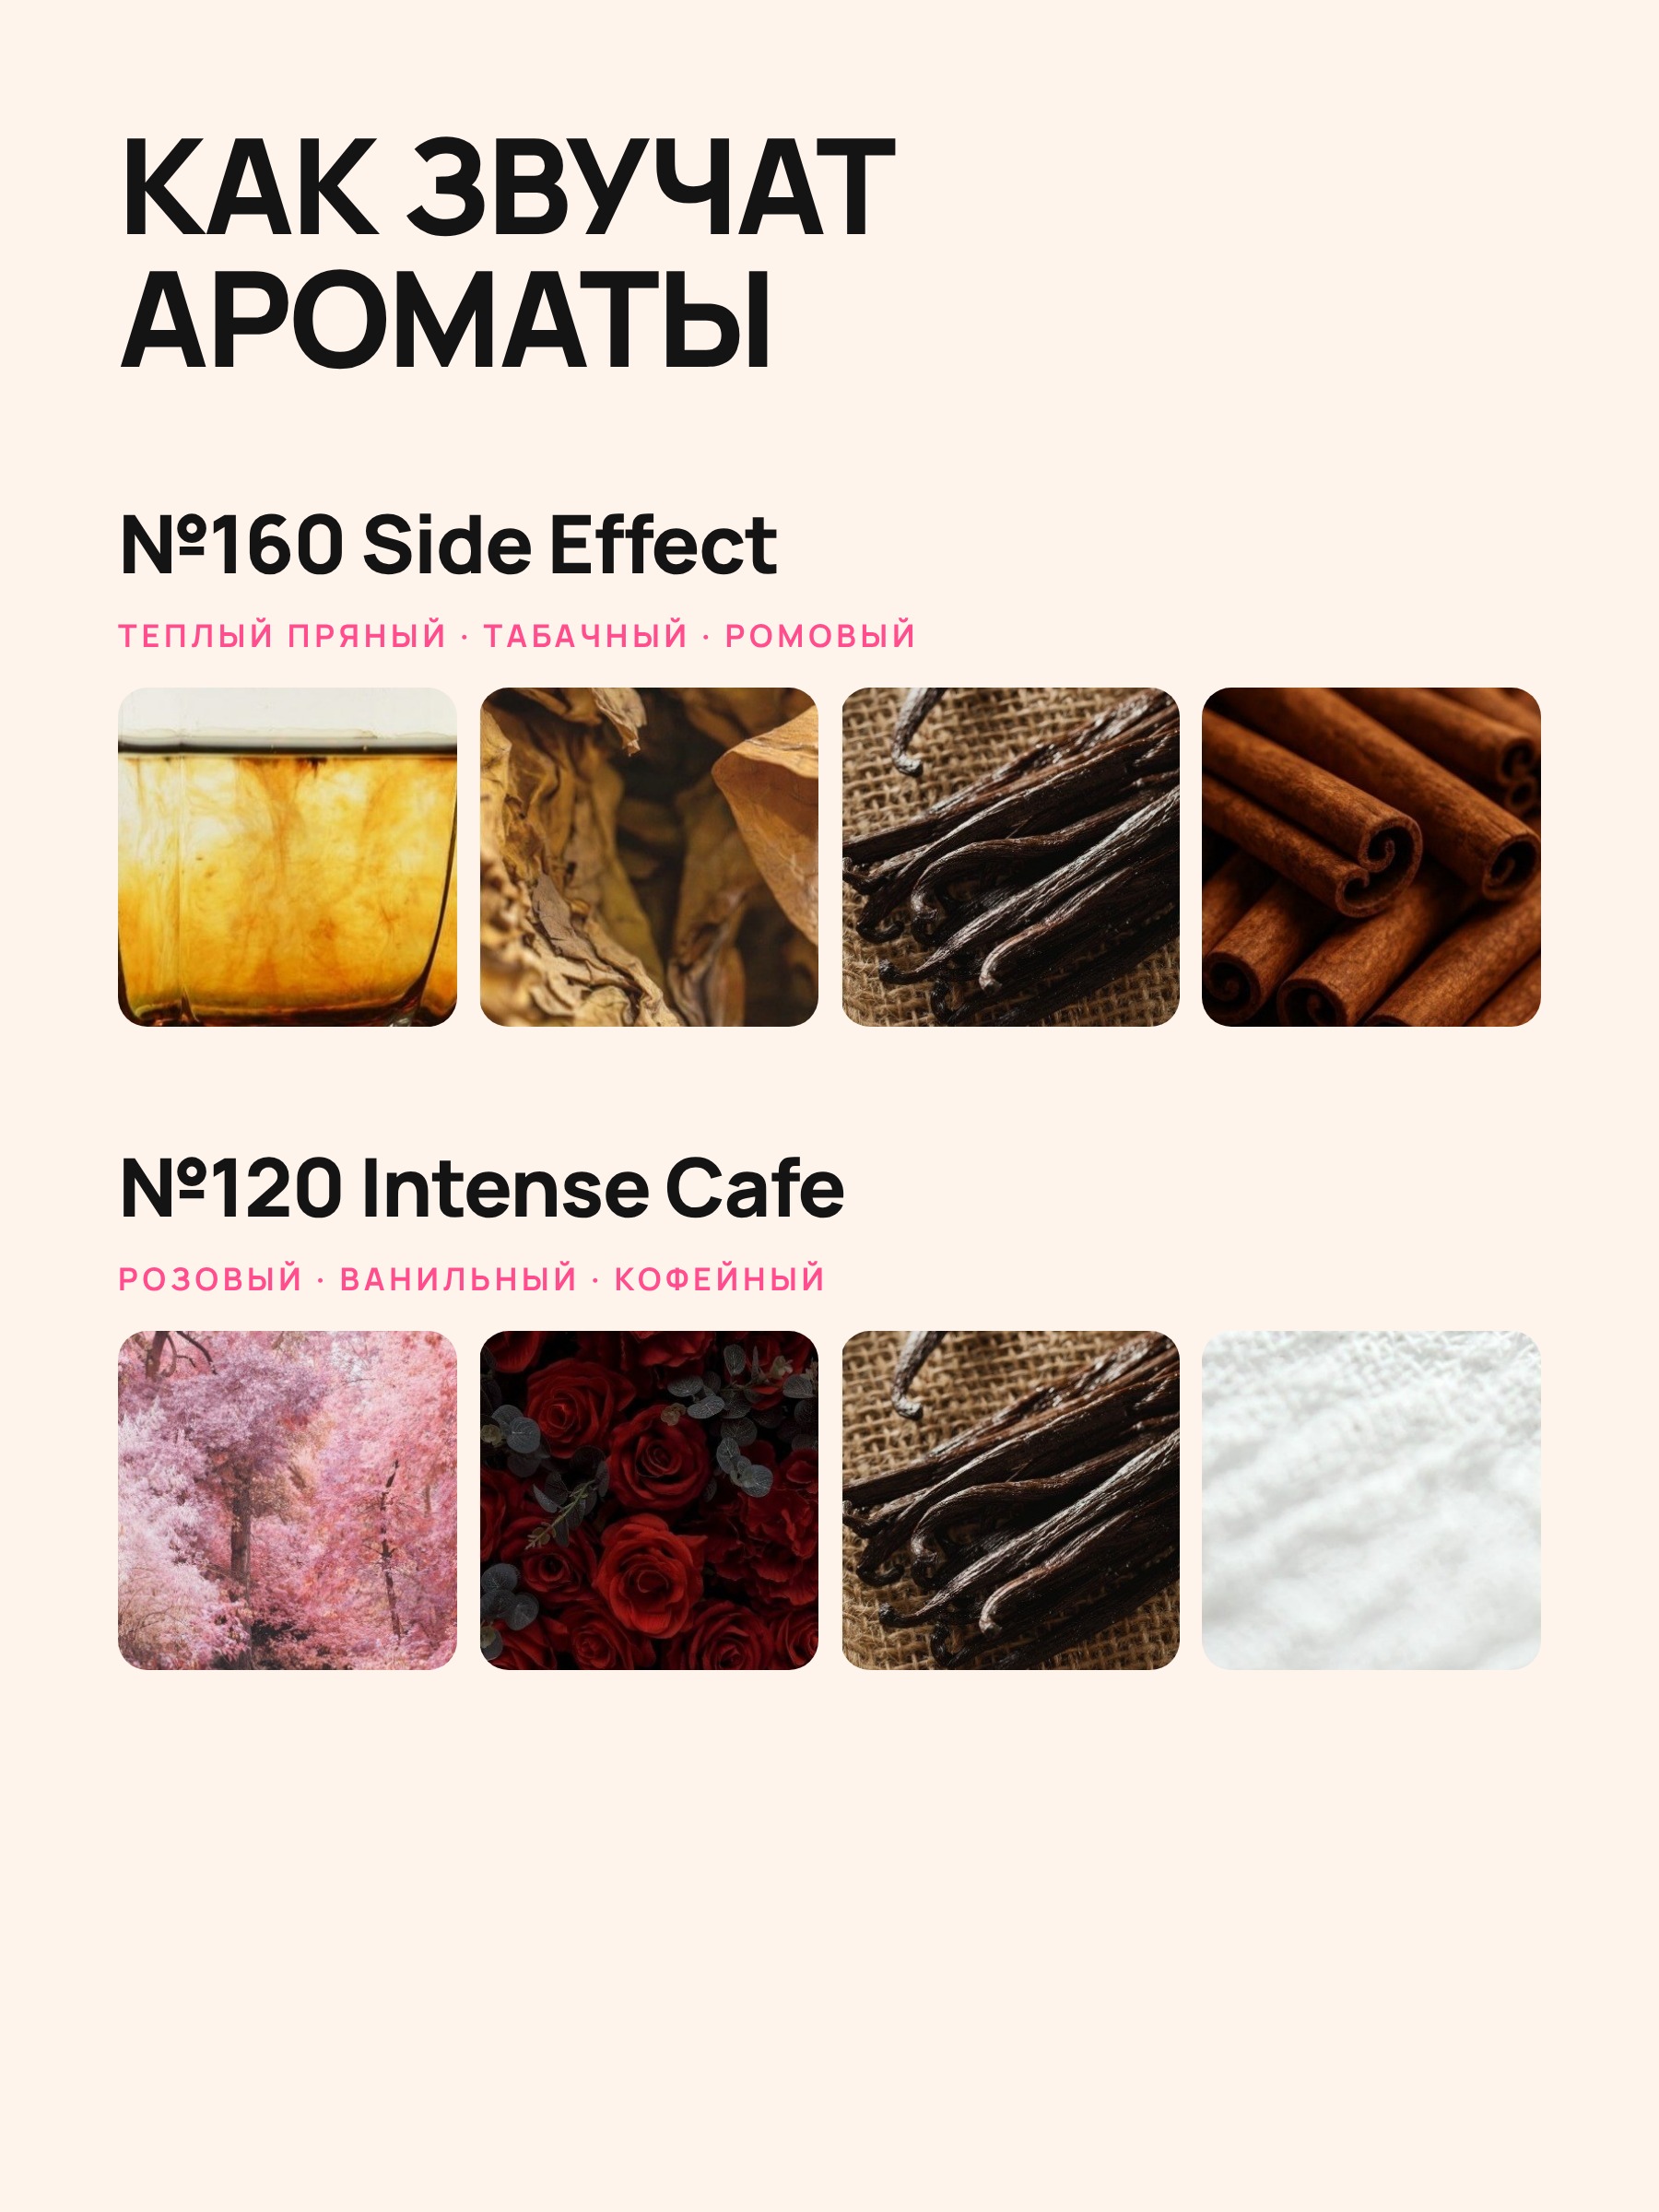 КАК ЗВУЧАТ
АРОМАТЫ
№160 Side Effect
ТЕПЛЫЙ ПРЯНЫЙ · ТАБАЧНЫЙ · РОМОВЫЙ
№120 Intense Cafe
РОЗОВЫЙ · ВАНИЛЬНЫЙ · КОФЕЙНЫЙ